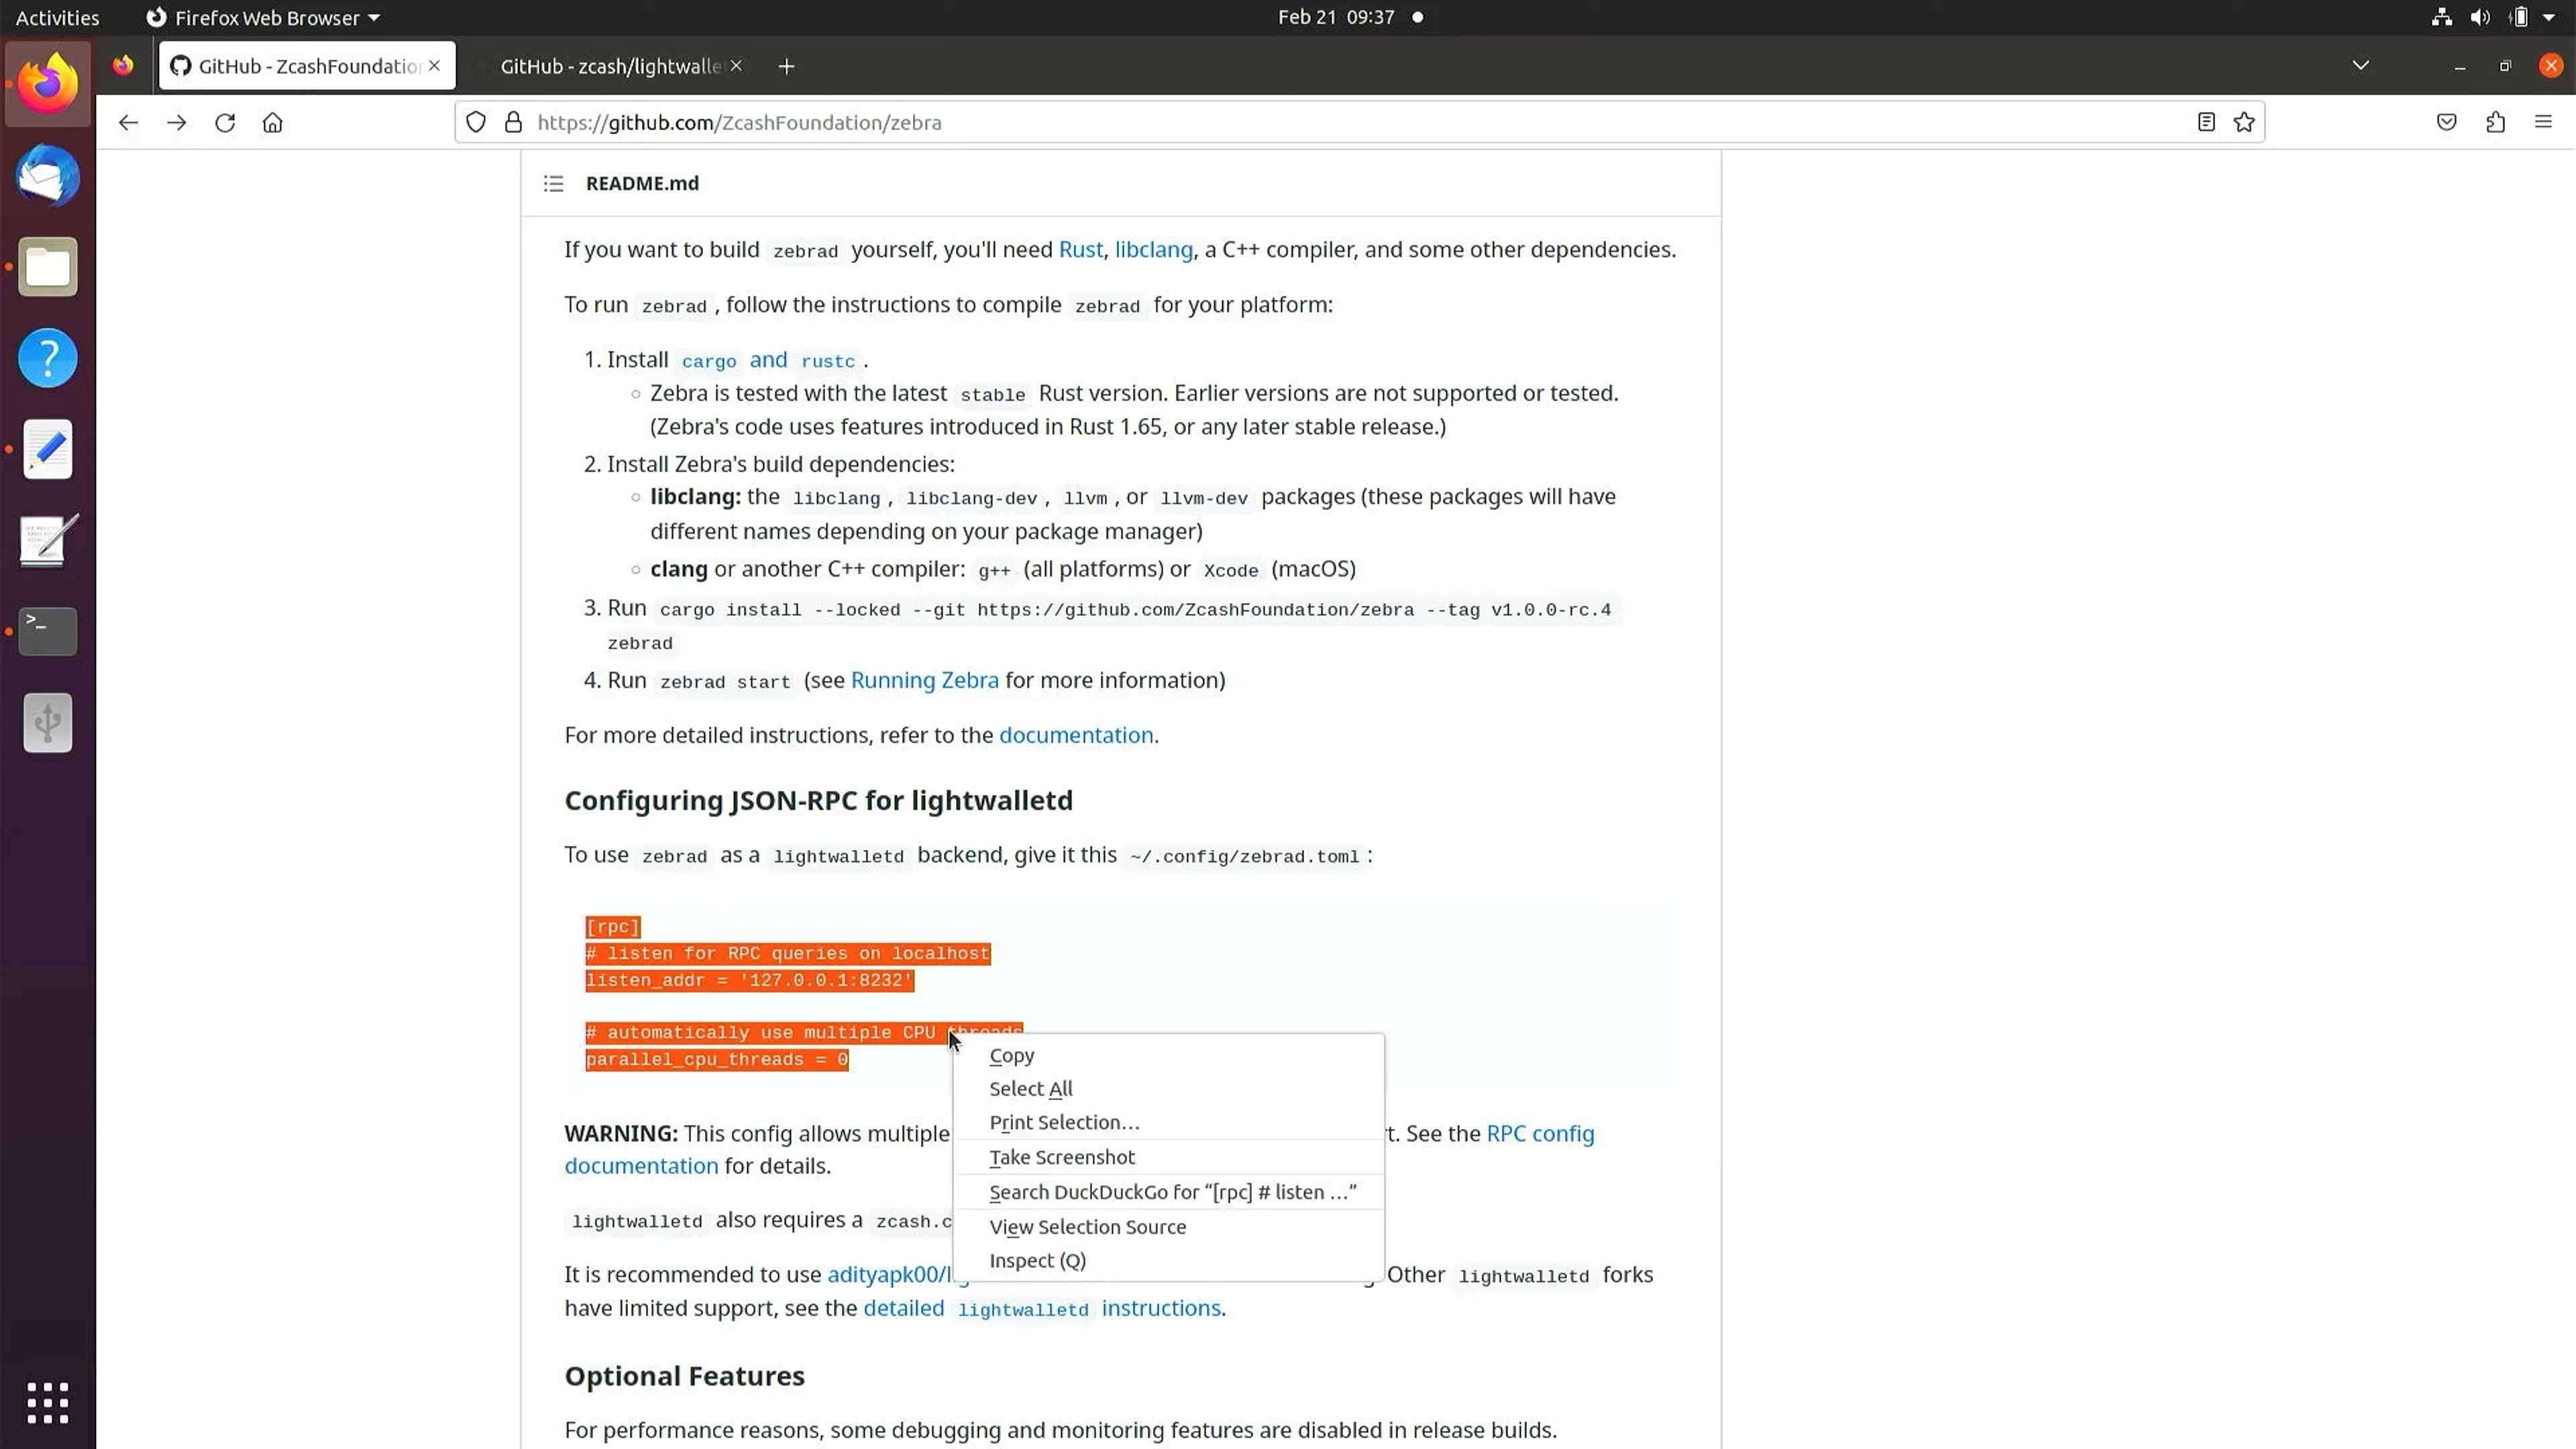 Activities
Firefox Web Browser
Feb 21 09:37
GitHub - ZcashFoundatio
GitHub - zcash/lightwalle
https://github.com/ZcashFoundation/zebra
README.md
If you want to build zebrad yourself, you'll need Rust, libclang, a C++ compiler, and some other dependencies.
To run zebrad , follow the instructions to compile zebrad for your platform:
1. Install cargo and rustc .
Zebra is tested with the latest stable Rust version. Earlier versions are not supported or tested.
(Zebra's code uses features introduced in Rust 1.65, or any later stable release.)
2. Install Zebra's build dependencies:
libclang: the libclang , libclang-dev , llvm , or llvm-dev packages (these packages will have
different names depending on your package manager)
clang or another C++ compiler: g++ (all platforms) or Xcode (macOS)
3. Run cargo install --locked --git https://github.com/ZcashFoundation/zebra --tag v1.0.0-rc.4
zebrad
4. Run zebrad start (see Running Zebra for more information)
For more detailed instructions, refer to the documentation.
Configuring JSON-RPC for lightwalletd
To use zebrad as a lightwalletd backend, give it this ~/.config/zebrad.toml :
[rpc]
# listen for RPC queries on localhost
listen_addr = '127.0.0.1:8232'
# automatically use multiple CPU threads
parallel_cpu_threads = 0
Copy
Select All
Print Selection…
Take Screenshot
Search DuckDuckGo for “[rpc] # listen …”
View Selection Source
Inspect (Q)
WARNING: This config allows multiple t. See the RPC config
documentation for details.
lightwalletd also requires a zcash.c
It is recommended to use adityapk00/lig Other lightwalletd forks
have limited support, see the detailed lightwalletd instructions.
Optional Features
For performance reasons, some debugging and monitoring features are disabled in release builds.